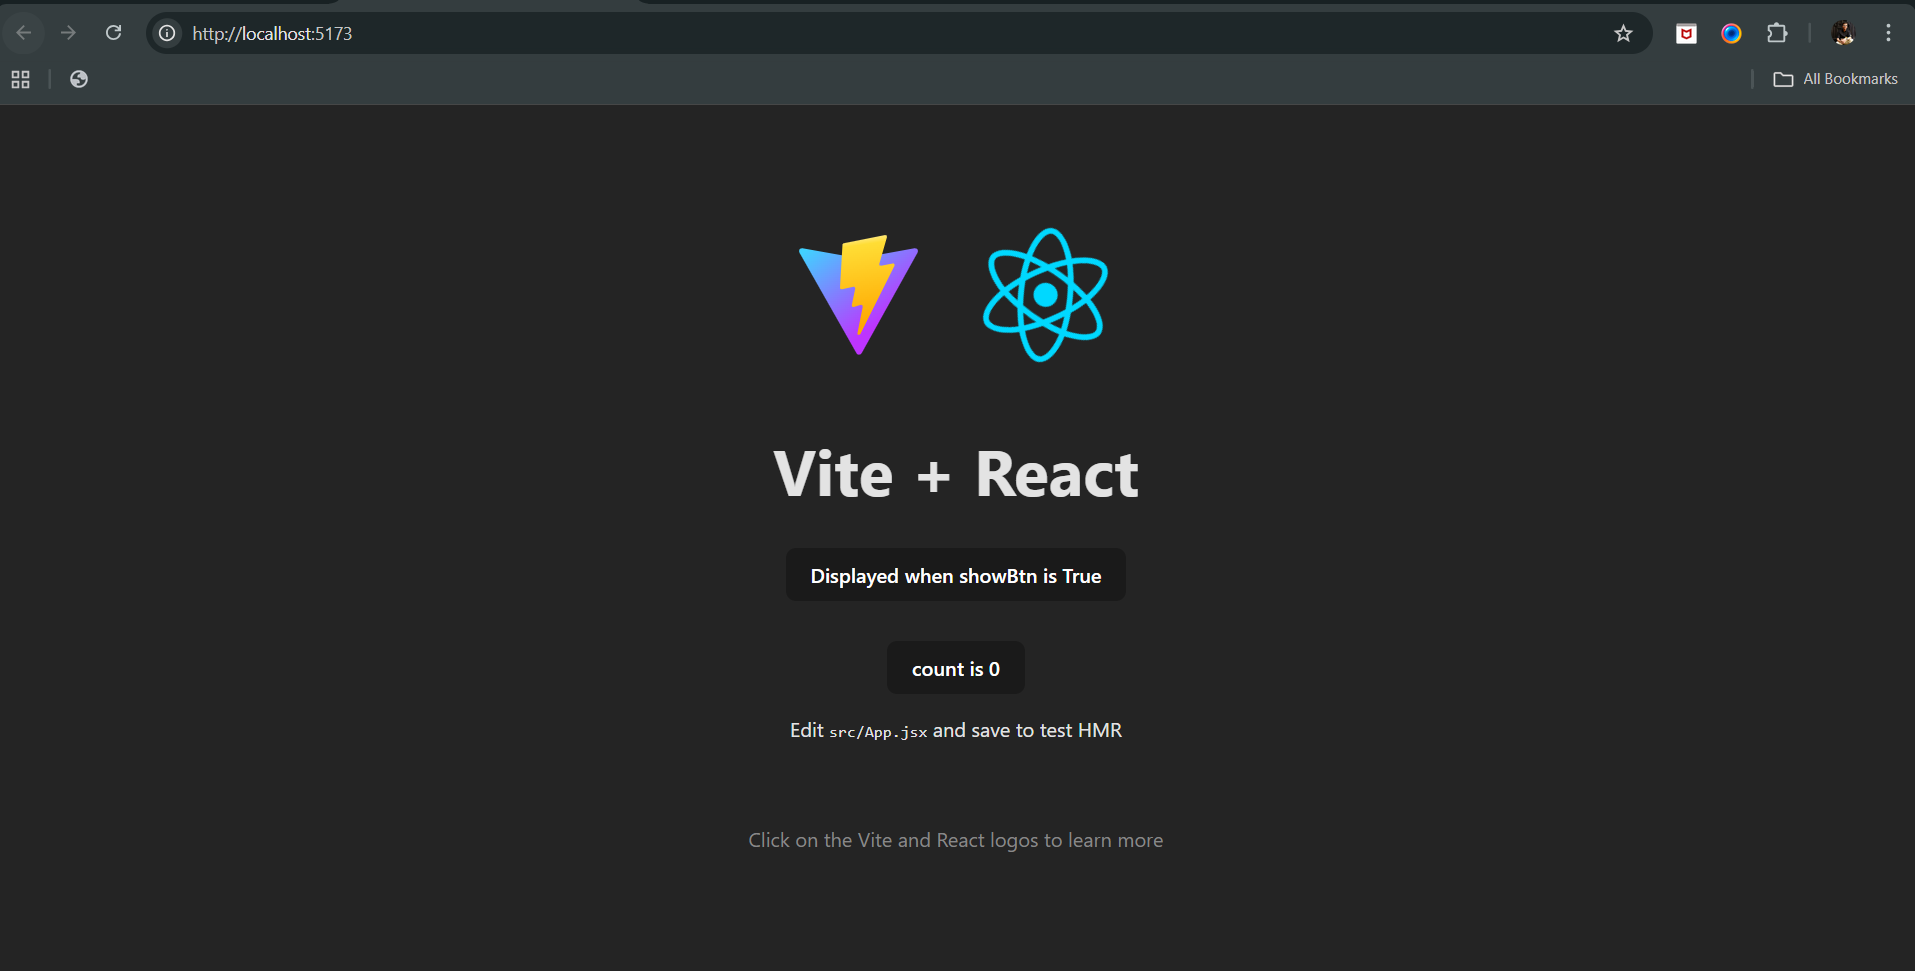 http://localhost:5173
All Bookmarks
Vite + React
Displayed when showBtn is True
count is 0
Edit src/App.jsx and save to test HMR
Click on the Vite and React logos to learn more